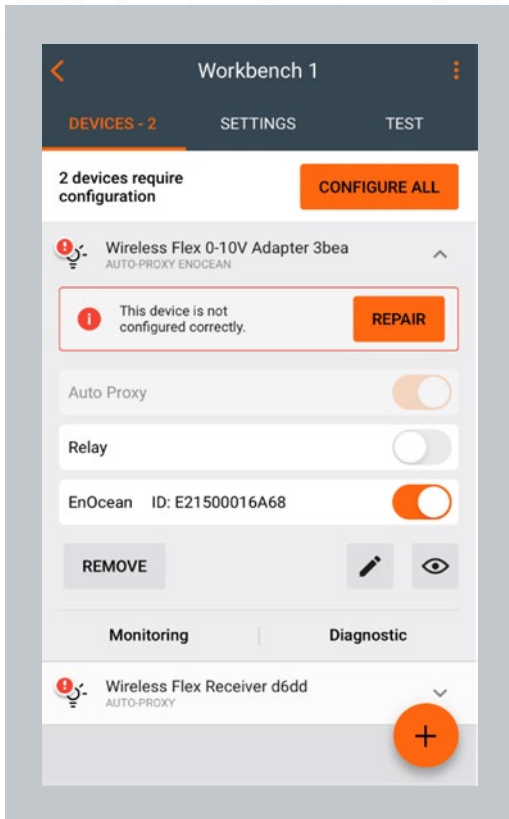 Workbench 1
DEVICES - 2 SETTINGS TEST
2 devices require
configuration
CONFIGURE ALL
Wireless Flex 0-10V Adapter 3bea
AUTO-PROXY ENOCEAN
This device is not
configured correctly.
REPAIR
Auto Proxy
Relay
EnOcean ID: E21500016A68
REMOVE
Monitoring Diagnostic
Wireless Flex Receiver d6dd
AUTO-PROXY